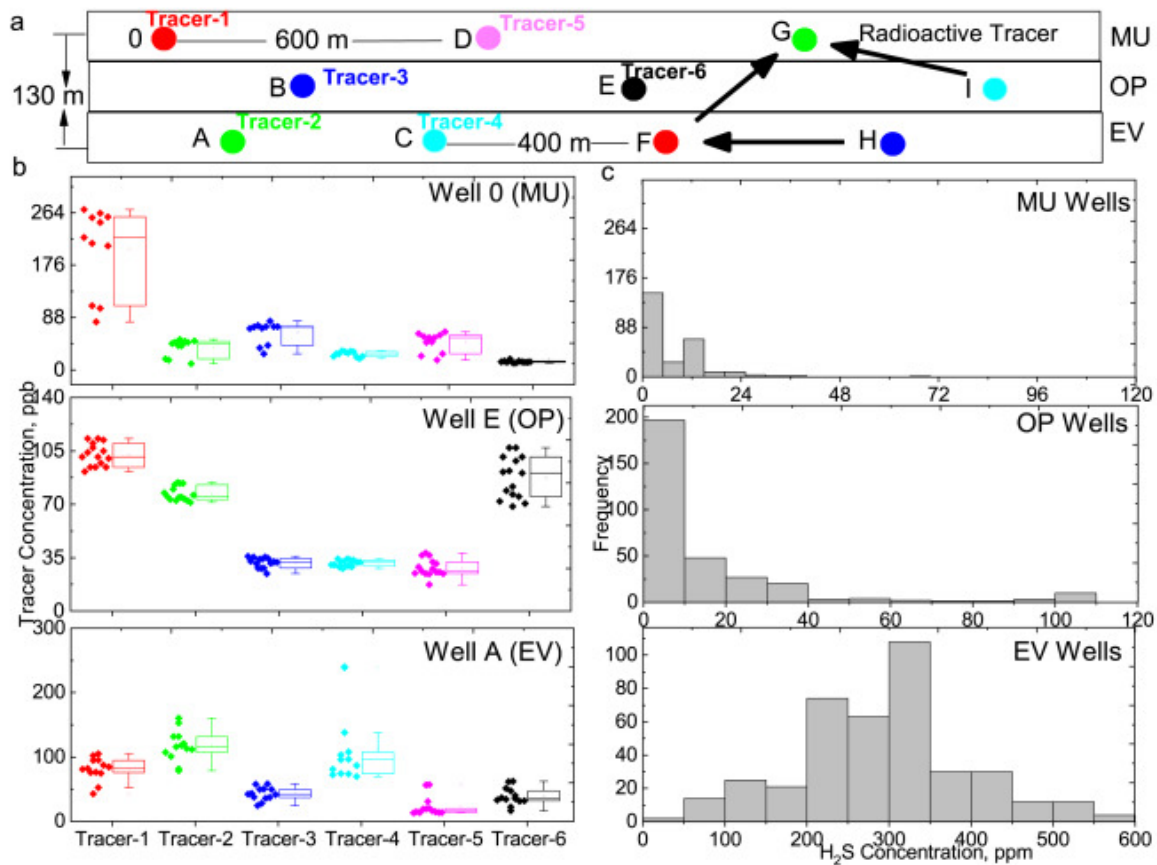 a
Tracer-1
Tracer-5
0
600 m
D
G
Radioactive Tracer
MU
130 m
B
Tracer-3
E
Tracer-6
I
OP
Tracer-2
Tracer-4
A
C
400 m
F
H
EV
b
Well 0 (MU)
264
176
88
0
Well E (OP)
140
105
70
35
0
Well A (EV)
300
200
100
0
Tracer Concentration, ppb
Tracer-1 Tracer-2 Tracer-3 Tracer-4 Tracer-5 Tracer-6
c
MU Wells
264
176
88
0
0 24 48 72 96 120
OP Wells
200
150
100
50
0
0 20 40 60 80 100 120
Frequency
EV Wells
100
80
60
40
20
0
0 100 200 300 400 500 600
H₂S Concentration, ppm